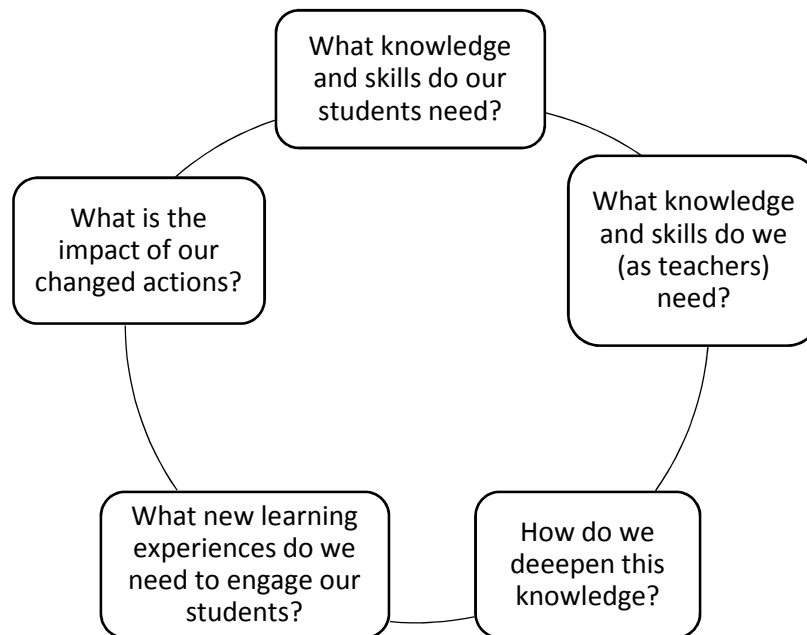 What knowledge
and skills do our
students need?
What knowledge
and skills do we
(as teachers)
need?
How do we
deeepen this
knowledge?
What new learning
experiences do we
need to engage our
students?
What is the
impact of our
changed actions?